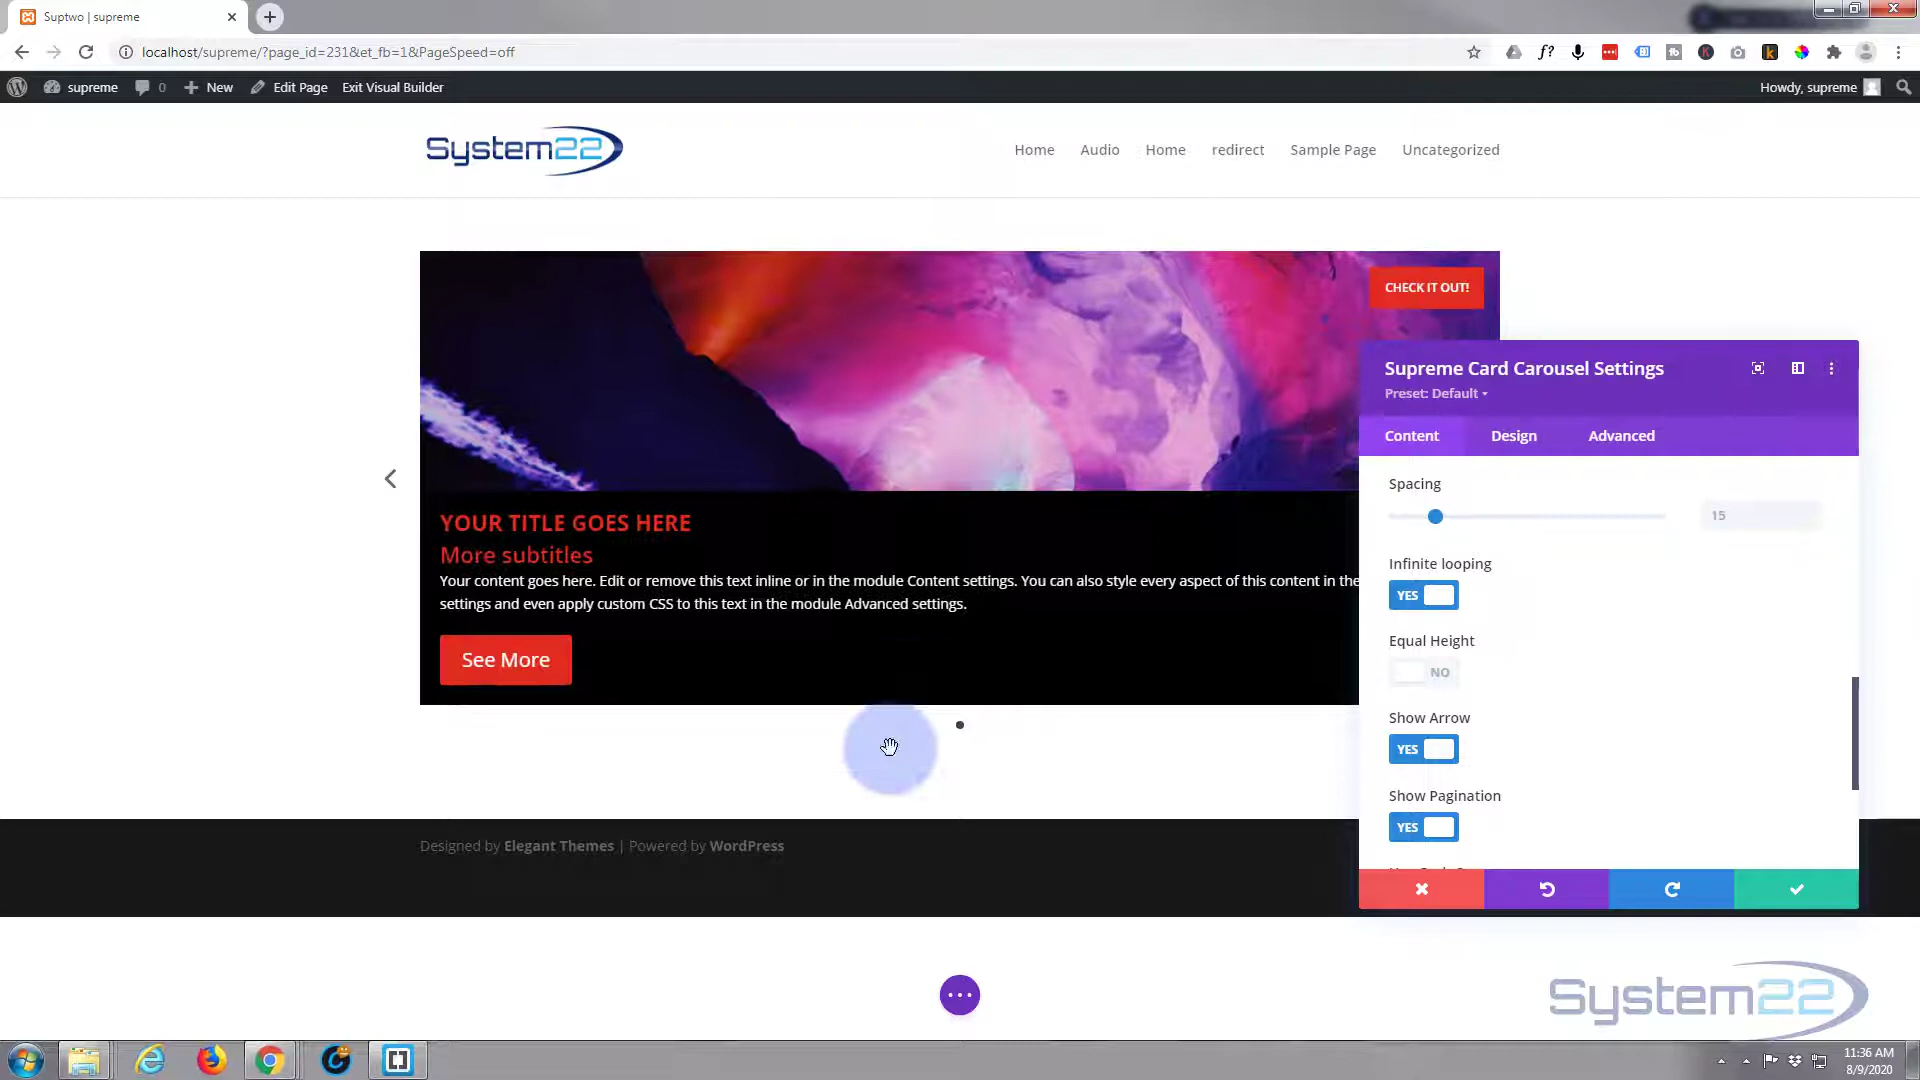 Suptwo | supreme
localhost/supreme/?page_id=231&et_fb=1&PageSpeed=off
supreme 0 New Edit Page Exit Visual Builder Howdy, supreme
System22 Home Audio Home redirect Sample Page Uncategorized
CHECK IT OUT!
YOUR TITLE GOES HERE
More subtitles
Your content goes here. Edit or remove this text inline or in the module Content settings. You can also style every aspect of this content in the
settings and even apply custom CSS to this text in the module Advanced settings.
See More
Supreme Card Carousel Settings
Preset: Default
Content Design Advanced
Spacing
15
Infinite looping
YES
Equal Height
NO
Show Arrow
YES
Show Pagination
YES
Designed by Elegant Themes | Powered by WordPress
System22
11:36 AM
8/9/2020